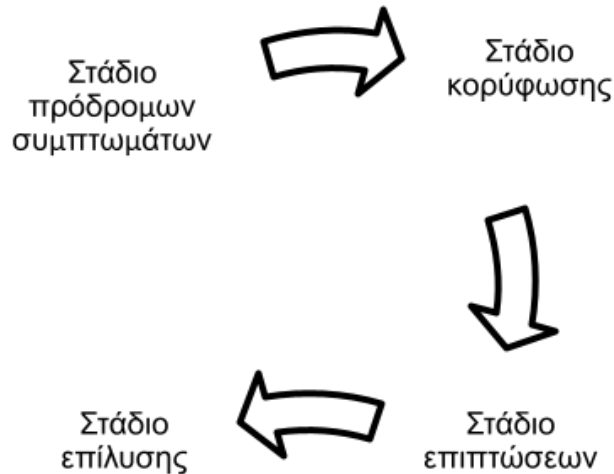 Στάδιο
πρόδρομων
συμπτωμάτων
Στάδιο
κορύφωσης
Στάδιο
επιπτώσεων
Στάδιο
επίλυσης